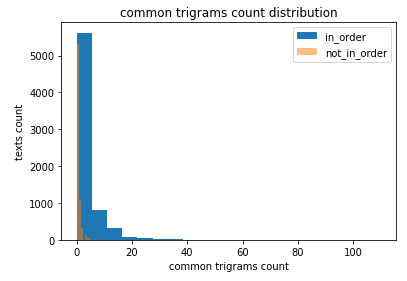 common trigrams count distribution
in_order
not_in_order
texts count
5000
4000
3000
2000
1000
0
0 20 40 60 80 100
common trigrams count